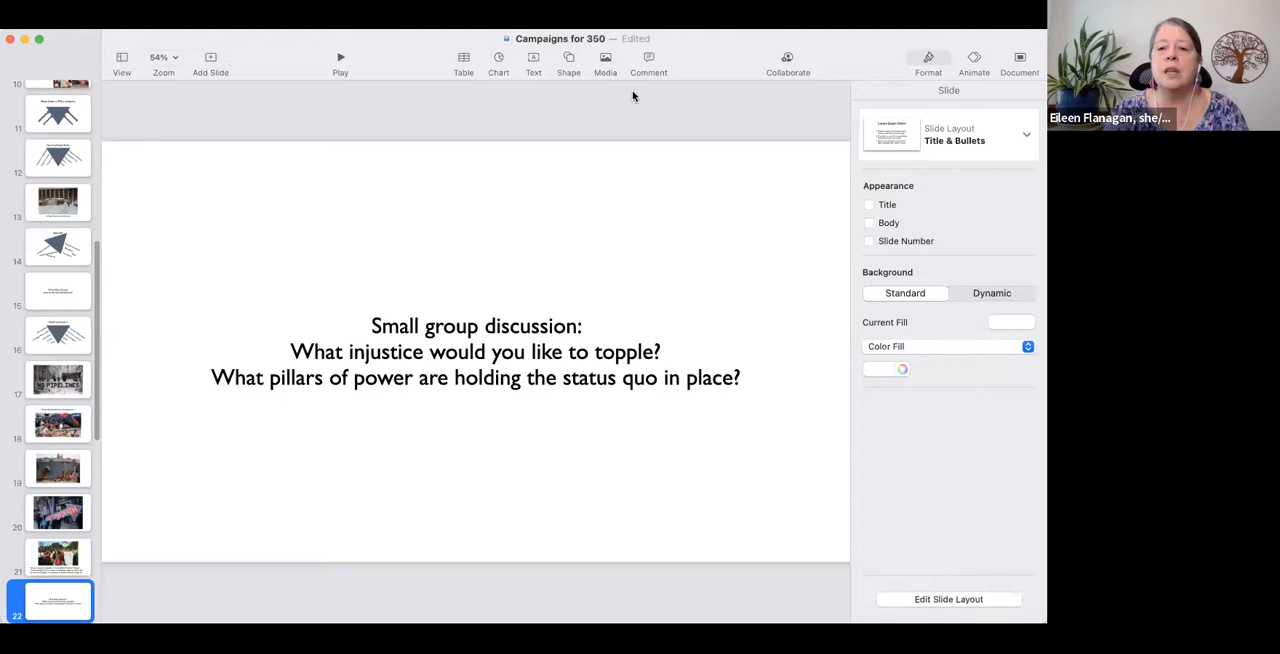 Campaigns for 350 — Edited
View
54%
Zoom
Add Slide
Play
Table
Chart
Text
Shape
Media
Comment
Collaborate
Format
Animate
Document
Eileen Flanagan, she/...
10
11
12
13
14
15
16
17
NO PIPELINES
18
19
20
21
22
Small group discussion:
What injustice would you like to topple?
What pillars of power are holding the status quo in place?
Slide
Slide Layout
Title & Bullets
Appearance
Title
Body
Slide Number
Background
Standard
Dynamic
Current Fill
Color Fill
Edit Slide Layout